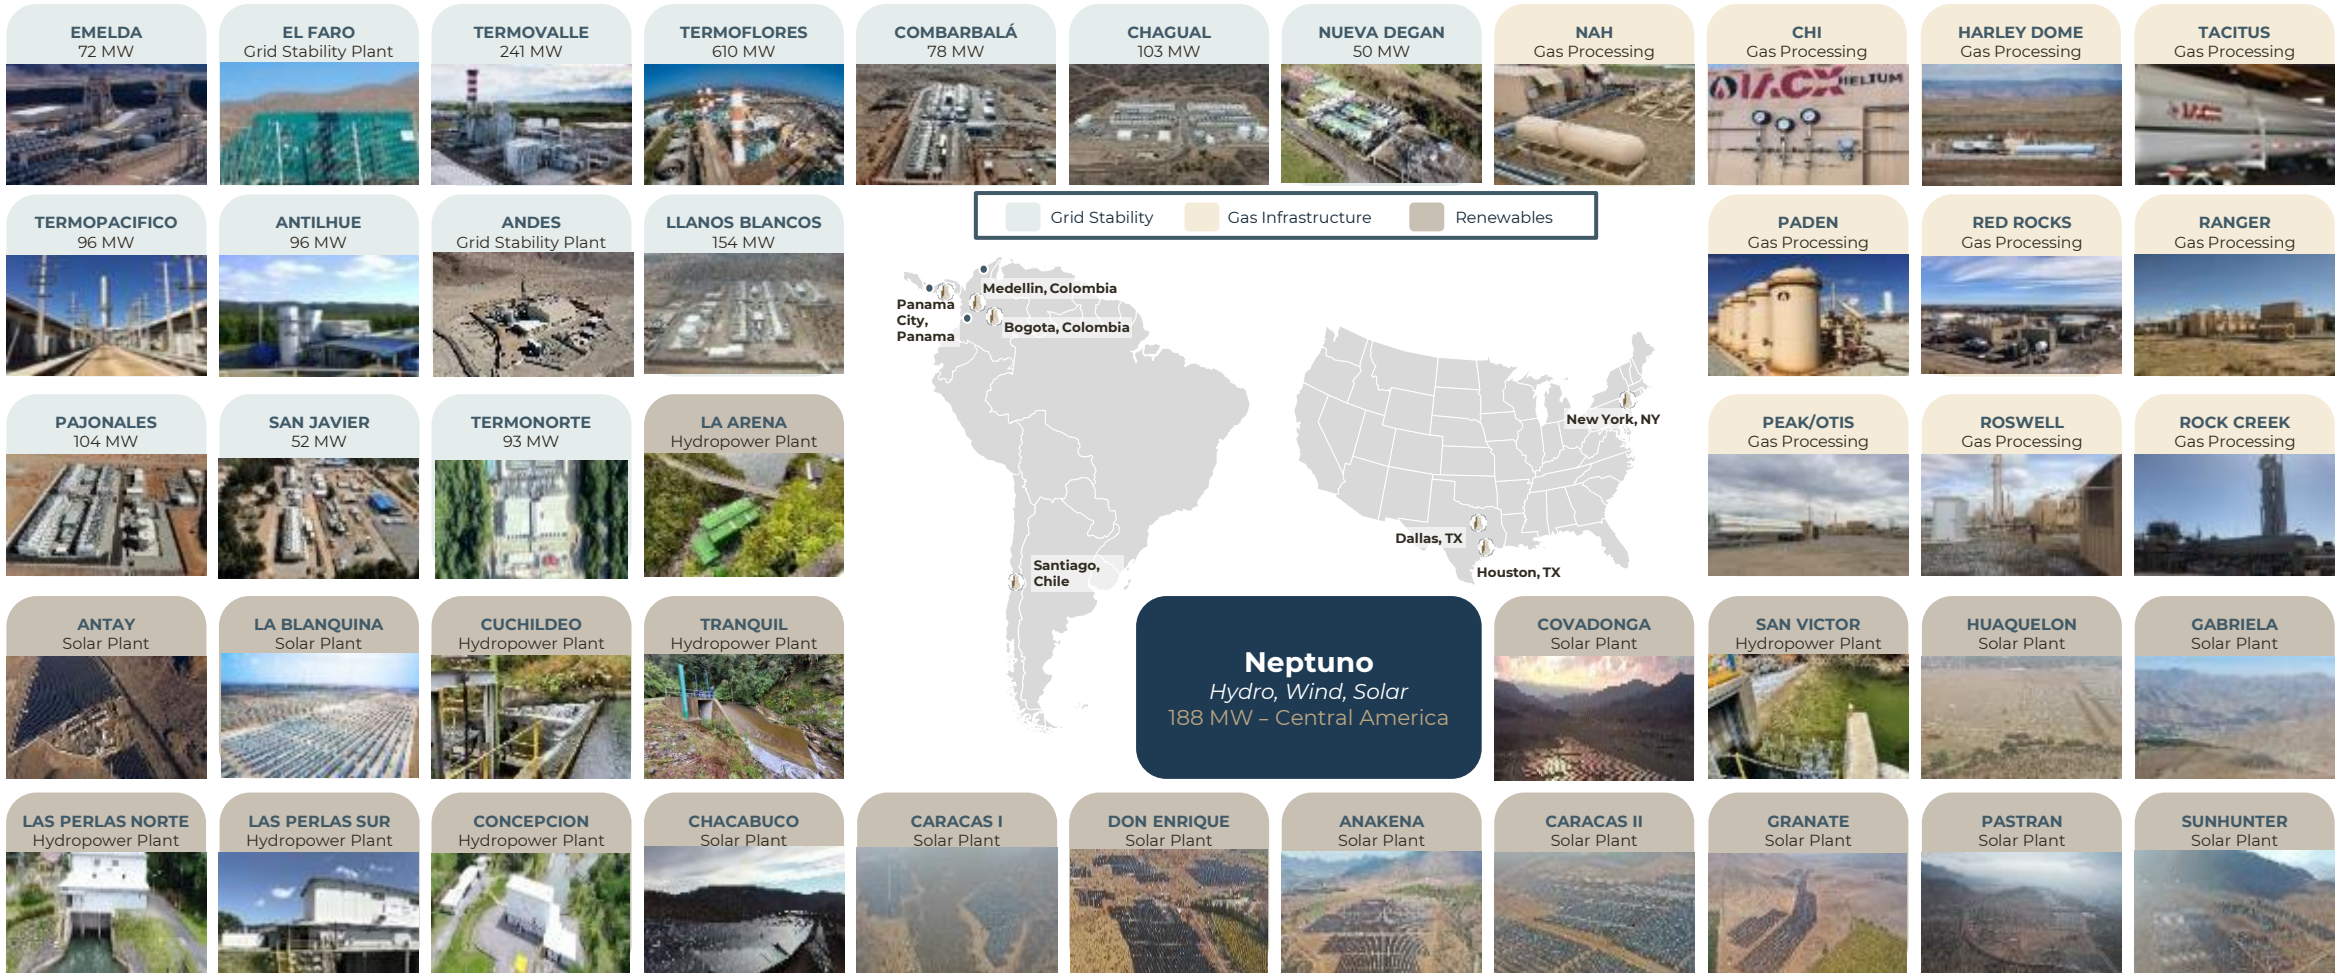 EMELDA
72 MW
EL FARO
Grid Stability Plant
TERMOVALLE
241 MW
TERMOFLORES
610 MW
COMBARBALÁ
78 MW
CHAGUAL
103 MW
NUEVA DEGAN
50 MW
NAH
Gas Processing
CHI
Gas Processing
IACX
HELIUM
HARLEY DOME
Gas Processing
TACITUS
Gas Processing
TERMOPACIFICO
96 MW
ANTILHUE
96 MW
ANDES
Grid Stability Plant
LLANOS BLANCOS
154 MW
Grid Stability
Gas Infrastructure
Renewables
PADEN
Gas Processing
RED ROCKS
Gas Processing
RANGER
Gas Processing
Medellin, Colombia
Panama
City,
Panama
Bogota, Colombia
Santiago,
Chile
New York, NY
Dallas, TX
Houston, TX
PAJONALES
104 MW
SAN JAVIER
52 MW
TERMONORTE
93 MW
LA ARENA
Hydropower Plant
PEAK/OTIS
Gas Processing
ROSWELL
Gas Processing
ROCK CREEK
Gas Processing
ANTAY
Solar Plant
LA BLANQUINA
Solar Plant
CUCHILDEO
Hydropower Plant
TRANQUIL
Hydropower Plant
Neptuno
Hydro, Wind, Solar
188 MW – Central America
COVADONGA
Solar Plant
SAN VICTOR
Hydropower Plant
HUAQUELON
Solar Plant
GABRIELA
Solar Plant
LAS PERLAS NORTE
Hydropower Plant
LAS PERLAS SUR
Hydropower Plant
CONCEPCION
Hydropower Plant
CHACABUCO
Solar Plant
CARACAS I
Solar Plant
DON ENRIQUE
Solar Plant
ANAKENA
Solar Plant
CARACAS II
Solar Plant
GRANATE
Solar Plant
PASTRAN
Solar Plant
SUNHUNTER
Solar Plant